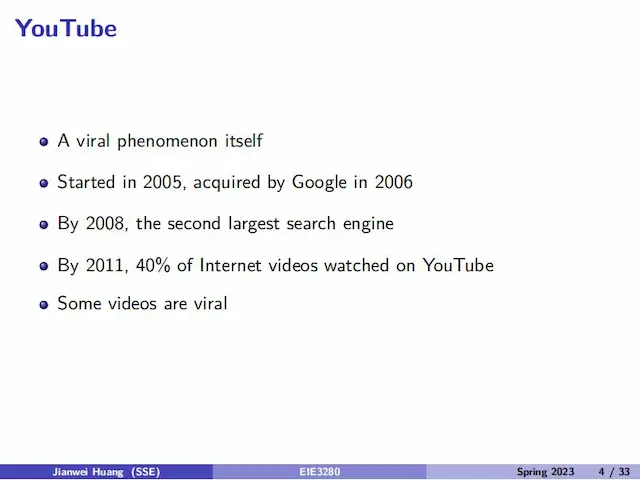 YouTube
A viral phenomenon itself
Started in 2005, acquired by Google in 2006
By 2008, the second largest search engine
By 2011, 40% of Internet videos watched on YouTube
Some videos are viral
Jianwei Huang (SSE) EIE3280 Spring 2023 4 / 33